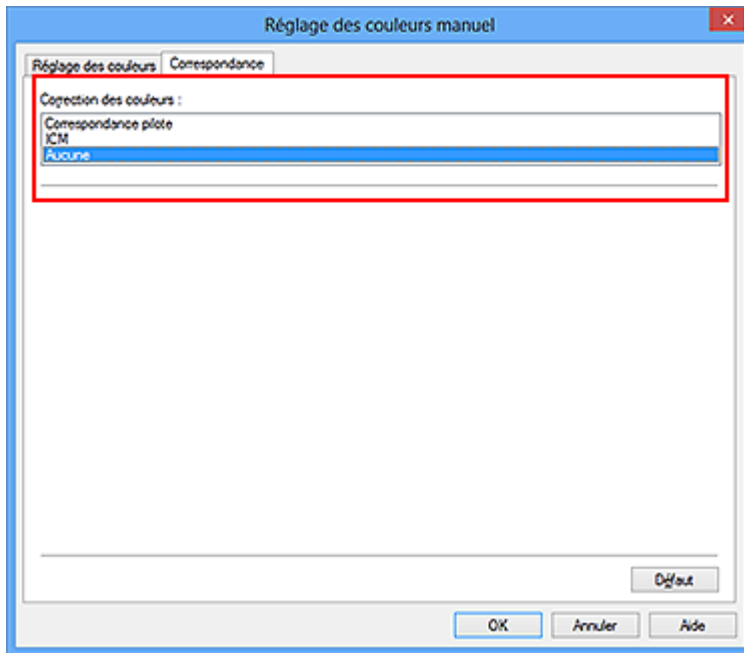 Réglage des couleurs manuel
Réglage des couleurs Correspondance
Correction des couleurs :
Correspondance pilote
ICM
Aucune
Défaut
OK Annuler Aide